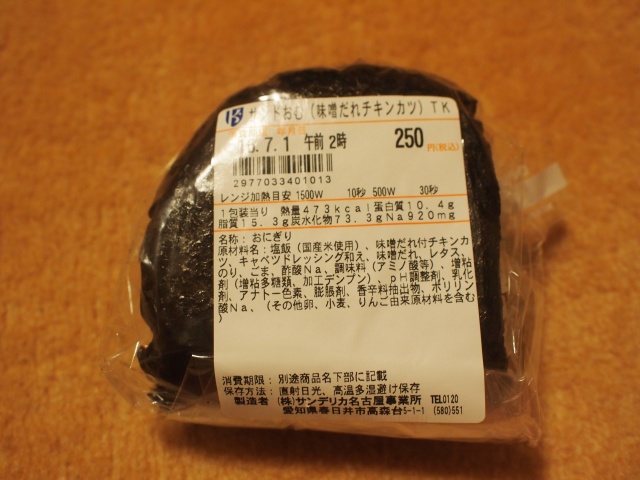 サンドおむ(味噌だれチキンカツ)TK
15.7.1 午前 2時
250円(税込)
2977033401013
レンジ加熱目安 1500W 10秒 500W 30秒
1包装当り 熱量473kcal蛋白質10.4g
脂質15.3g炭水化物73.3gNa920mg
名称:おにぎり
原材料名:塩飯(国産米使用)、味噌だれ付チキンカ
ツ、キャベツドレッシング和え、味噌だれ、レタス、
のり、ごま、酢酸Na、調味料(アミノ酸等)、増粘
剤(増粘多糖類、加工デンプン)、pH調整剤、乳化
剤、アナトー色素、膨脹剤、香辛料抽出物、ポリリン
酸Na、(その他卵、小麦、りんご由来原材料を含む
)
消費期限:別途商品名下部に記載
保存方法:直射日光、高温多湿避け保存
製造者(株)サンデリカ名古屋事業所 TEL0120
愛知県春日井市高森台5-1-1 (580)551